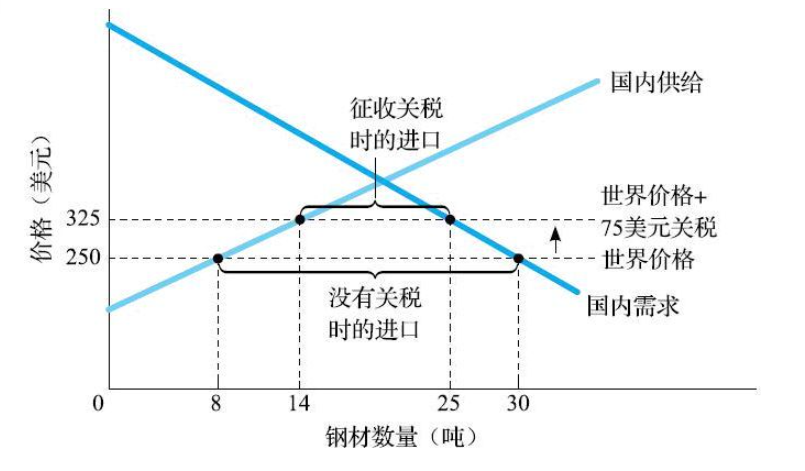 国内供给
征收关税
时的进口
价格（美元）
世界价格+
325
75美元关税
250
世界价格
没有关税
时的进口
国内需求
0
8
14
25
30
钢材数量（吨）